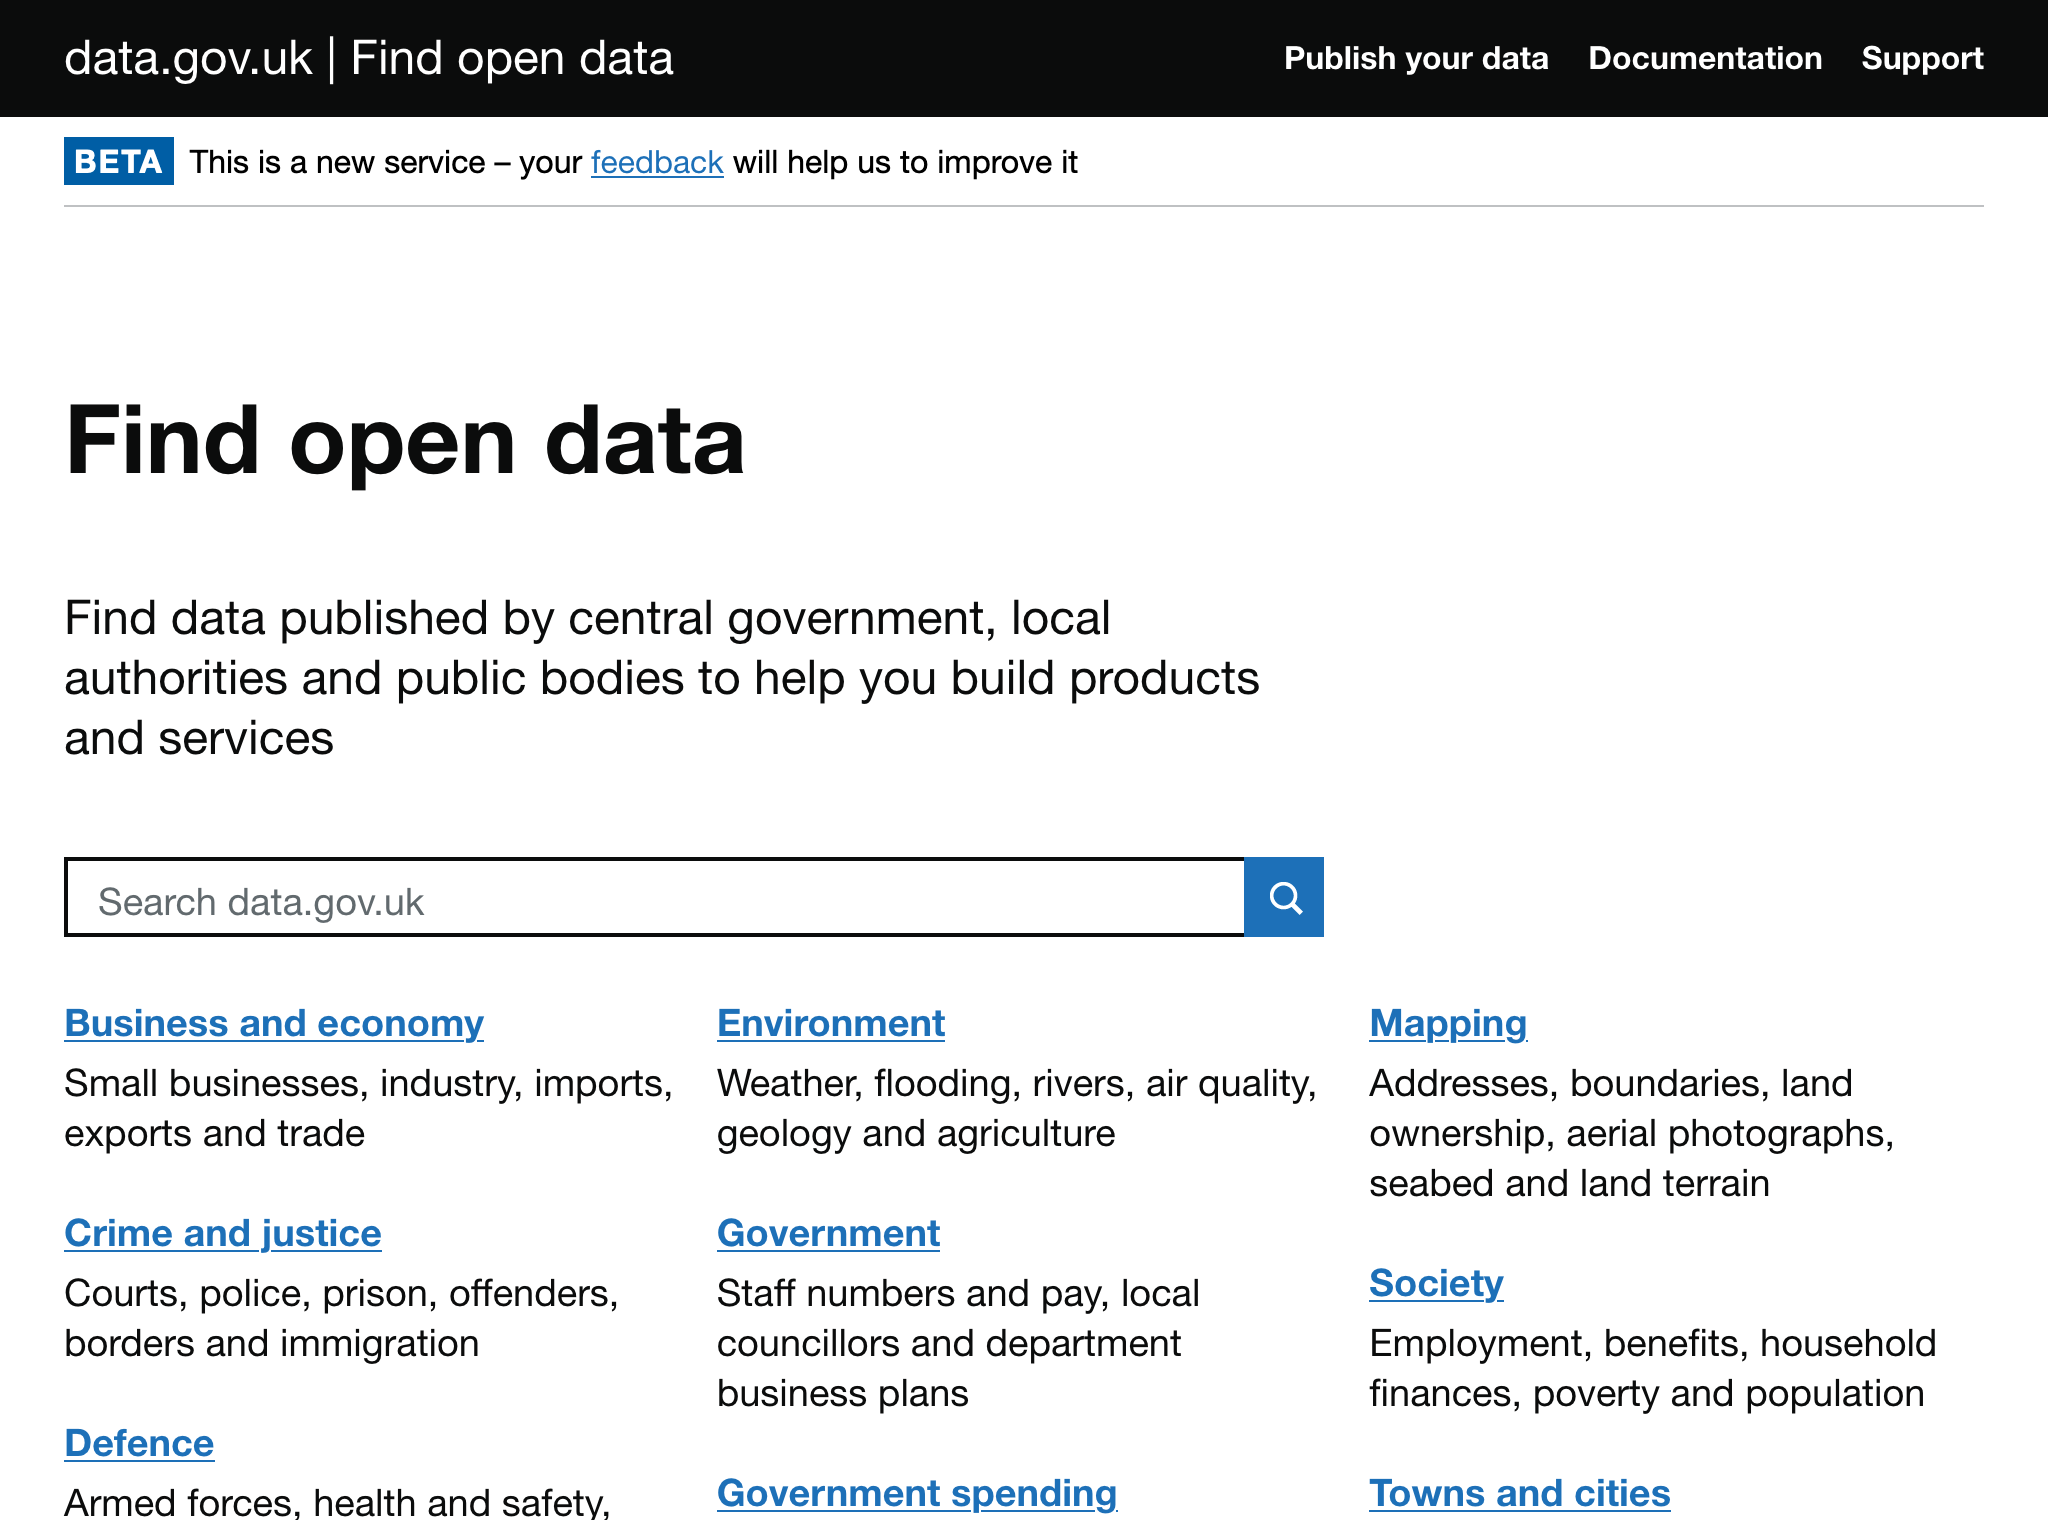 data.gov.uk | Find open data
Publish your data Documentation Support
BETA This is a new service – your feedback will help us to improve it
Find open data
Find data published by central government, local
authorities and public bodies to help you build products
and services
Search data.gov.uk
Business and economy
Small businesses, industry, imports,
exports and trade
Crime and justice
Courts, police, prison, offenders,
borders and immigration
Defence
Armed forces, health and safety,
Environment
Weather, flooding, rivers, air quality,
geology and agriculture
Government
Staff numbers and pay, local
councillors and department
business plans
Government spending
Mapping
Addresses, boundaries, land
ownership, aerial photographs,
seabed and land terrain
Society
Employment, benefits, household
finances, poverty and population
Towns and cities